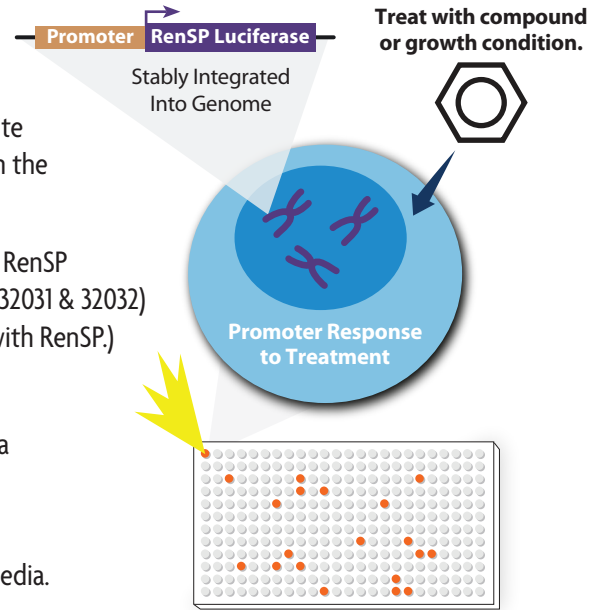 Promoter RenSP Luciferase
Stably Integrated
Into Genome
Treat with compound
or growth condition.
te
n the
RenSP
32031 & 32032)
with RenSP.)
Promoter Response
to Treatment
a
edia.